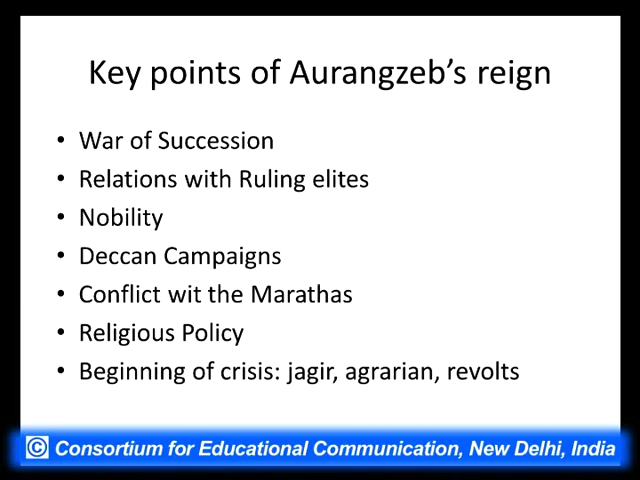 Key points of Aurangzeb's reign
• War of Succession
• Relations with Ruling elites
• Nobility
• Deccan Campaigns
• Conflict wit the Marathas
• Religious Policy
• Beginning of crisis: jagir, agrarian, revolts
© Consortium for Educational Communication, New Delhi, India